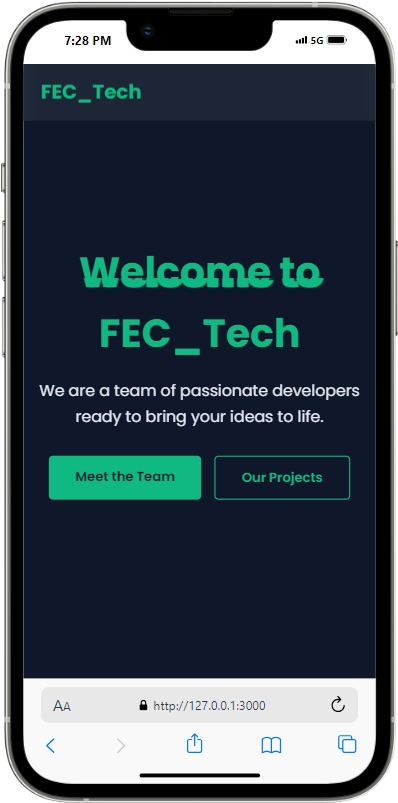 7:28 PM
5G
FEC_Tech
Welcome to
FEC_Tech
We are a team of passionate developers
ready to bring your ideas to life.
Meet the Team
Our Projects
AA
http://127.0.0.1:3000